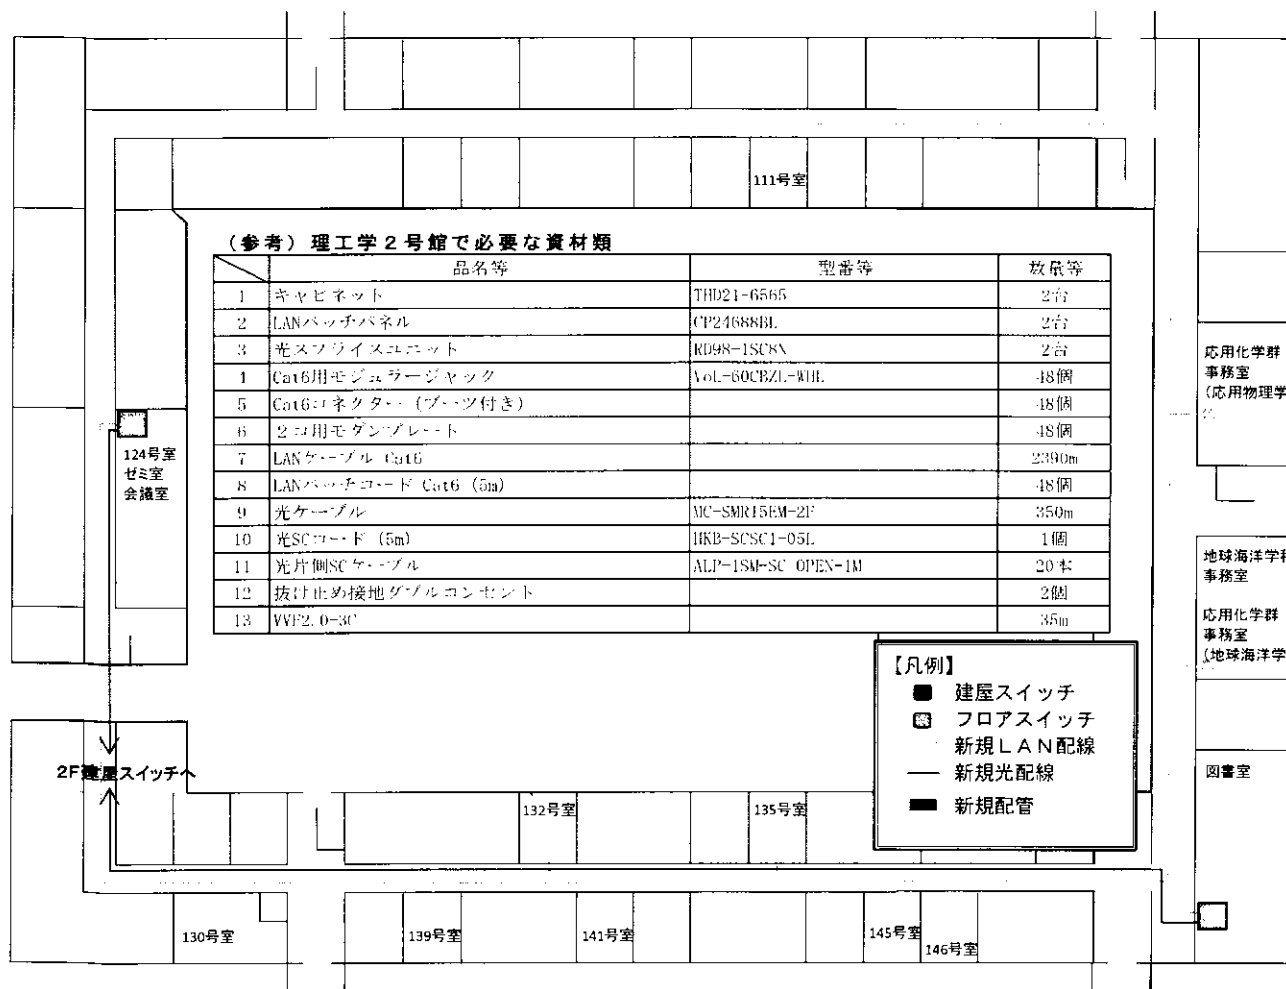 111号室
(参考) 理工学2号館で必要な資材類
品名等 型番等 数量等
1 キャビネット THD21-6565 2台
2 LANパッチパネル CP24688BL 2台
3 光スプライスユニット RD98-1SC8N 2台
4 Cat6用モジュラージャック VoL-60CBZL-WHL 48個
5 Cat6コネクター (ブーツ付き) 48個
6 2コ用モダンプレート 48個
7 LANケーブル Cat6 2390m
8 LANパッチコード Cat6 (5m) 48個
9 光ケーブル MC-SMR15EM-2F 350m
10 光SCコード (5m) HKB-SCSC1-05L 1個
11 光片側SCケーブル ALP-1SM-SC OPEN-1M 20本
12 抜け止め接地ダブルコンセント 2個
13 VVF2.0-3C 35m
応用化学群
事務室
(応用物理学
124号室
ゼミ室
会議室
地球海洋学科
事務室
応用化学群
事務室
(地球海洋学
【凡例】
建屋スイッチ
フロアスイッチ
新規LAN配線
新規光配線
新規配管
2F建屋スイッチへ
図書室
132号室
135号室
130号室
139号室
141号室
145号室
146号室